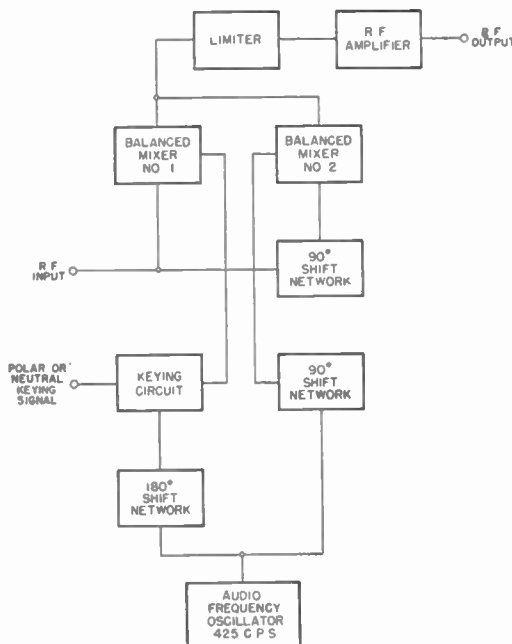 LIMITER
R F
AMPLIFIER
R F
OUTPUT
BALANCED
MIXER
NO 1
BALANCED
MIXER
NO 2
R F
INPUT
90°
SHIFT
NETWORK
POLAR OR
NEUTRAL
KEYING
SIGNAL
KEYING
CIRCUIT
90°
SHIFT
NETWORK
180°
SHIFT
NETWORK
AUDIO
FREQUENCY
OSCILLATOR
425 C P S